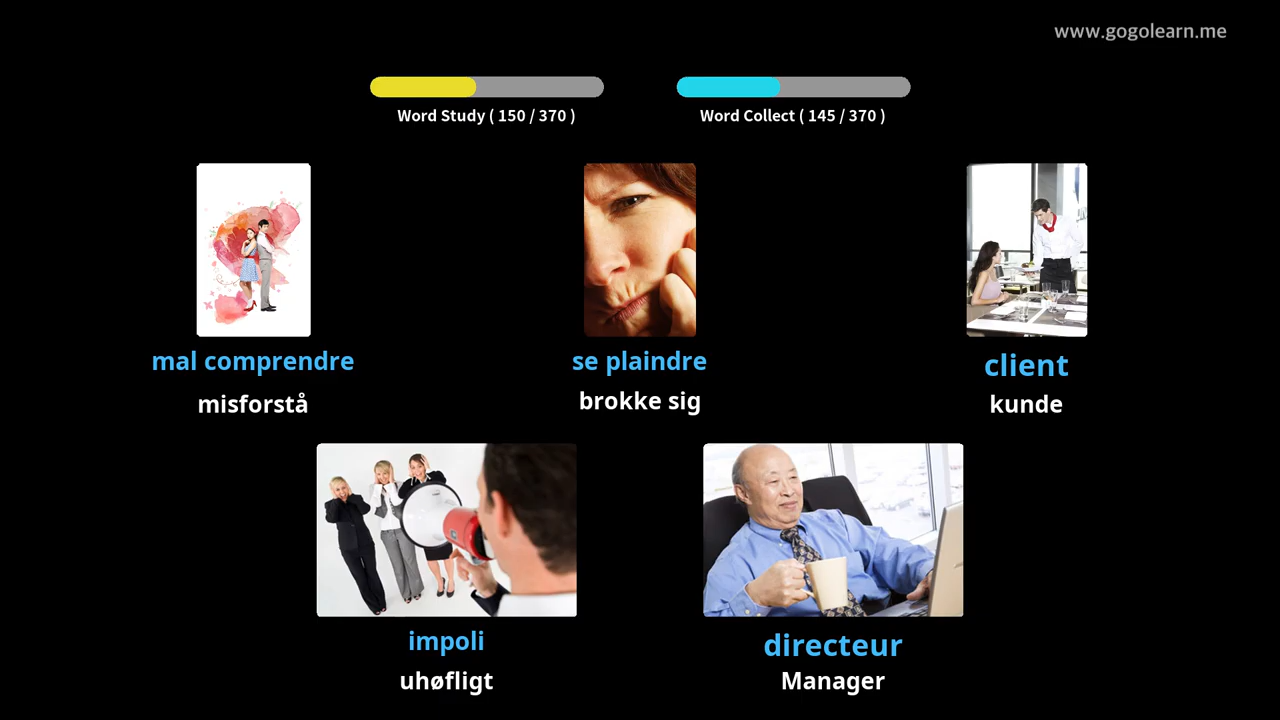 www.gogolearn.me
Word Study ( 150 / 370 )
Word Collect ( 145 / 370 )
mal comprendre
misforstå
se plaindre
brokke sig
client
kunde
impoli
uhøfligt
directeur
Manager